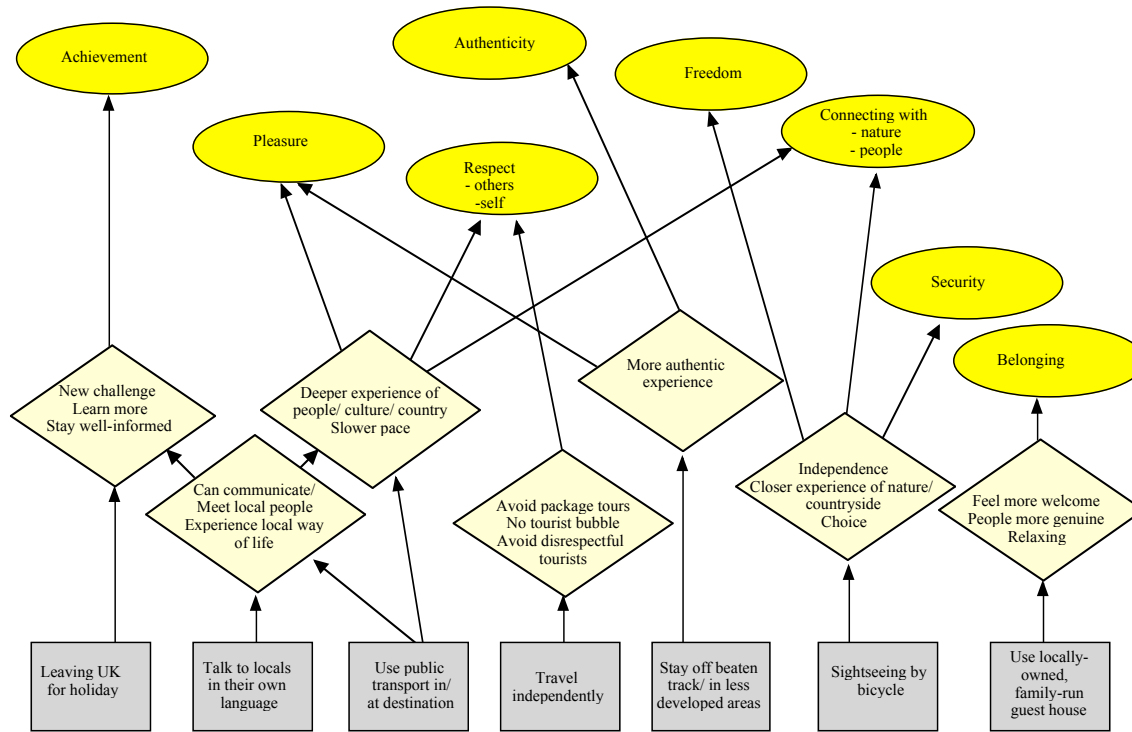 Achievement
Authenticity
Freedom
Pleasure
Connecting with
- nature
- people
Respect
- others
-self
Security
Belonging
New challenge
Learn more
Stay well-informed
Deeper experience of
people/ culture/ country
Slower pace
More authentic
experience
Can communicate/
Meet local people
Experience local way
of life
Avoid package tours
No tourist bubble
Avoid disrespectful
tourists
Independence
Closer experience of nature/
countryside
Choice
Feel more welcome
People more genuine
Relaxing
Leaving UK
for holiday
Talk to locals
in their own
language
Use public
transport in/
at destination
Travel
independently
Stay off beaten
track/ in less
developed areas
Sightseeing by
bicycle
Use locally-
owned,
family-run
guest house